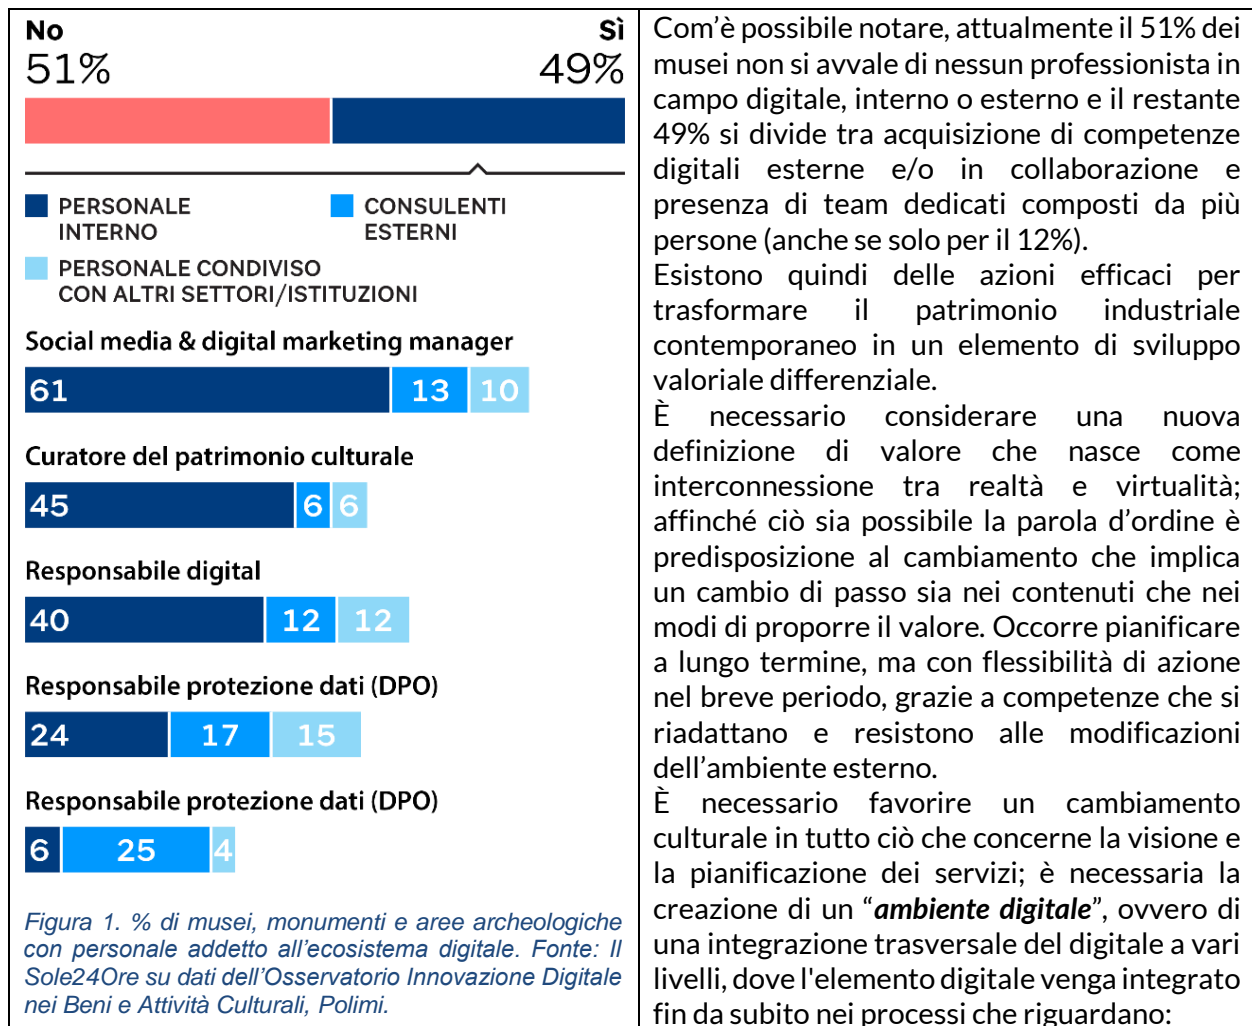 No
Sì
51%
49%
PERSONALE
INTERNO
CONSULENTI
ESTERNI
PERSONALE CONDIVISO
CON ALTRI SETTORI/ISTITUZIONI
Social media & digital marketing manager
61 13 10
Curatore del patrimonio culturale
45 6 6
Responsabile digital
40 12 12
Responsabile protezione dati (DPO)
24 17 15
Responsabile protezione dati (DPO)
6 25 4
Figura 1. % di musei, monumenti e aree archeologiche
con personale addetto all'ecosistema digitale. Fonte: Il
Sole24Ore su dati dell'Osservatorio Innovazione Digitale
nei Beni e Attività Culturali, Polimi.
Com'è possibile notare, attualmente il 51% dei
musei non si avvale di nessun professionista in
campo digitale, interno o esterno e il restante
49% si divide tra acquisizione di competenze
digitali esterne e/o in collaborazione e
presenza di team dedicati composti da più
persone (anche se solo per il 12%).
Esistono quindi delle azioni efficaci per
trasformare il patrimonio industriale
contemporaneo in un elemento di sviluppo
valoriale differenziale.
È necessario considerare una nuova
definizione di valore che nasce come
interconnessione tra realtà e virtualità;
affinché ciò sia possibile la parola d'ordine è
predisposizione al cambiamento che implica
un cambio di passo sia nei contenuti che nei
modi di proporre il valore. Occorre pianificare
a lungo termine, ma con flessibilità di azione
nel breve periodo, grazie a competenze che si
riadattano e resistono alle modificazioni
dell'ambiente esterno.
È necessario favorire un cambiamento
culturale in tutto ciò che concerne la visione e
la pianificazione dei servizi; è necessaria la
creazione di un "ambiente digitale", ovvero di
una integrazione trasversale del digitale a vari
livelli, dove l'elemento digitale venga integrato
fin da subito nei processi che riguardano: